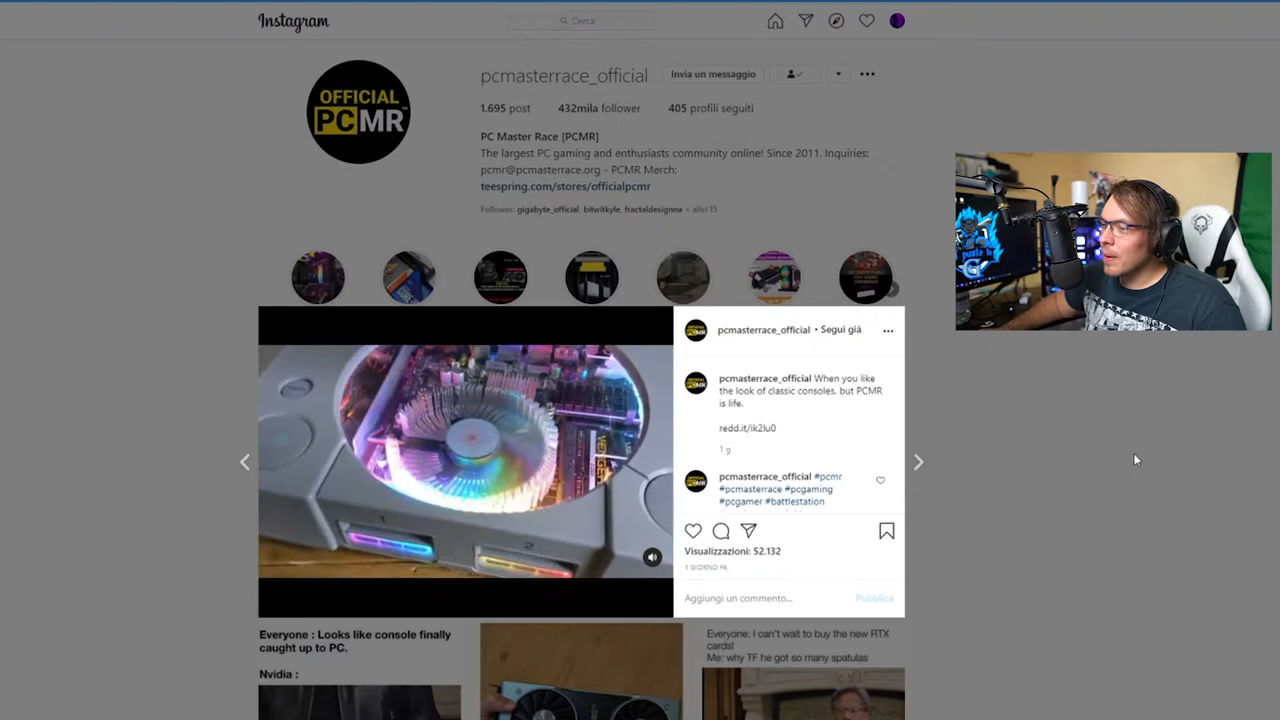 Instagram
Cerca
OFFICIAL
PCMR
pcmasterrace_official
Invia un messaggio
1.695 post
432mila follower
405 profili seguiti
PC Master Race [PCMR]
The largest PC gaming and enthusiasts community online! Since 2011. Inquiries:
pcmr@pcmasterrace.org - PCMR Merch:
teespring.com/stores/officialpcmr
Follower: gigabyte_official, bitwitkyle, fractaldesignna + altri 15
pcmasterrace_official • Segui già
pcmasterrace_official When you like
the look of classic consoles, but PCMR
is life.
redd.it/ik2lu0
1 g
pcmasterrace_official #pcmr
#pcmasterrace #pcgaming
#pcgamer #battlestation
Visualizzazioni: 52.132
1 GIORNO FA
Aggiungi un commento...
Pubblica
1
2
Everyone : Looks like console finally
caught up to PC.
Nvidia :
Everyone: I can't wait to buy the new RTX
cards!
Me: why TF he got so many spatulas